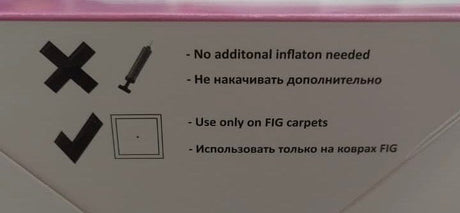 - No additonal inflaton needed
- Не накачивать дополнительно
- Use only on FIG carpets
- Использовать только на коврах FIG